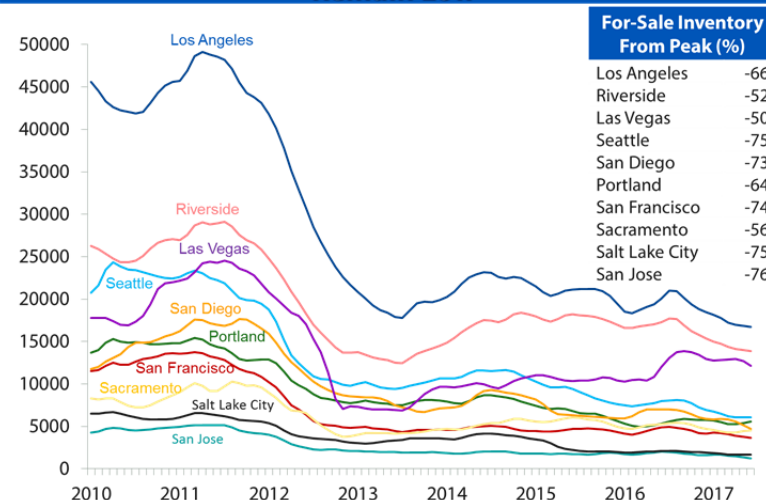 For-Sale Inventory
From Peak (%)
Los Angeles -66
Riverside -52
Las Vegas -50
Seattle -75
San Diego -73
Portland -64
San Francisco -74
Sacramento -56
Salt Lake City -75
San Jose -76
50000
45000
40000
35000
30000
25000
20000
15000
10000
5000
0
Los Angeles
Riverside
Las Vegas
Seattle
San Diego
Portland
San Francisco
Sacramento
Salt Lake City
San Jose
2010 2011 2012 2013 2014 2015 2016 2017